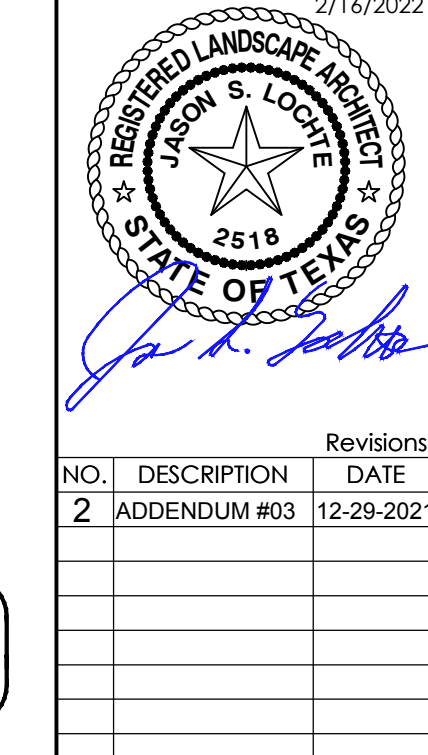 2/16/2022
REGISTERED LANDSCAPE ARCHITECT
JASON S. LOCHTE
2518
STATE OF TEXAS
Revisions
NO. DESCRIPTION DATE
2 ADDENDUM #03 12-29-2021